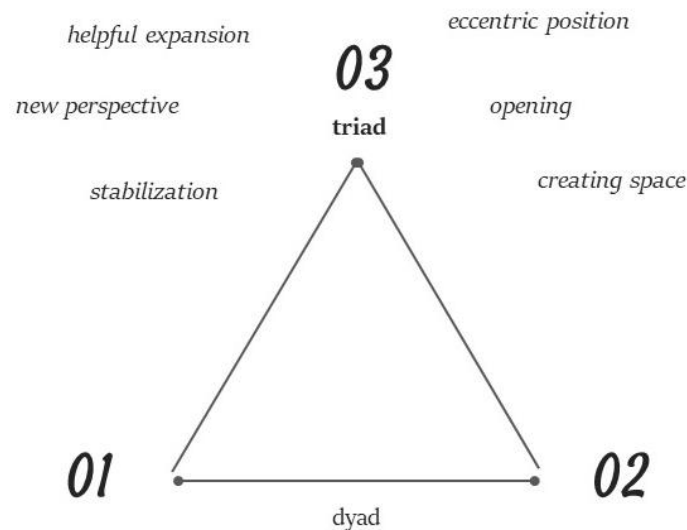 helpful expansion
eccentric position
03
new perspective
opening
triad
stabilization
creating space
01
02
dyad